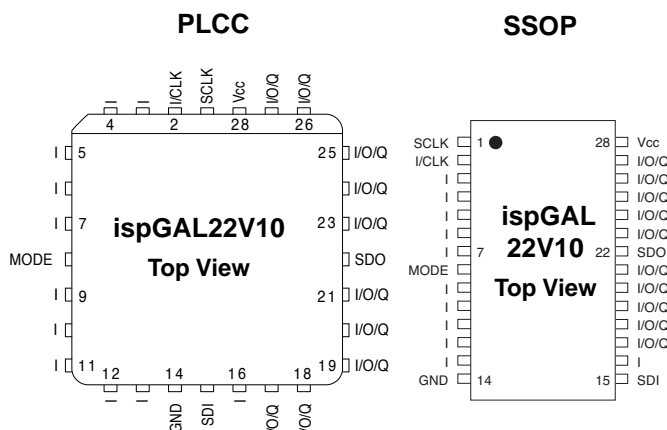 PLCC
I I I/CLK SCLK Vcc I/O/Q I/O/Q
4 2 28 26
I 5 25 I/O/Q
I I/O/Q
I 7 23 I/O/Q
ispGAL22V10
MODE SDO
Top View
I 9 21 I/O/Q
I I/O/Q
I 11 19 I/O/Q
12 14 16 18
I I GND SDI I I/O/Q I/O/Q
SSOP
SCLK 1 28 Vcc
I/CLK I/O/Q
I I/O/Q
I I/O/Q
I I/O/Q
ispGAL
I I/O/Q
22V10
I 7 22 SDO
MODE I/O/Q
Top View
I I/O/Q
I I/O/Q
I I/O/Q
I I/O/Q
I I
GND 14 15 SDI